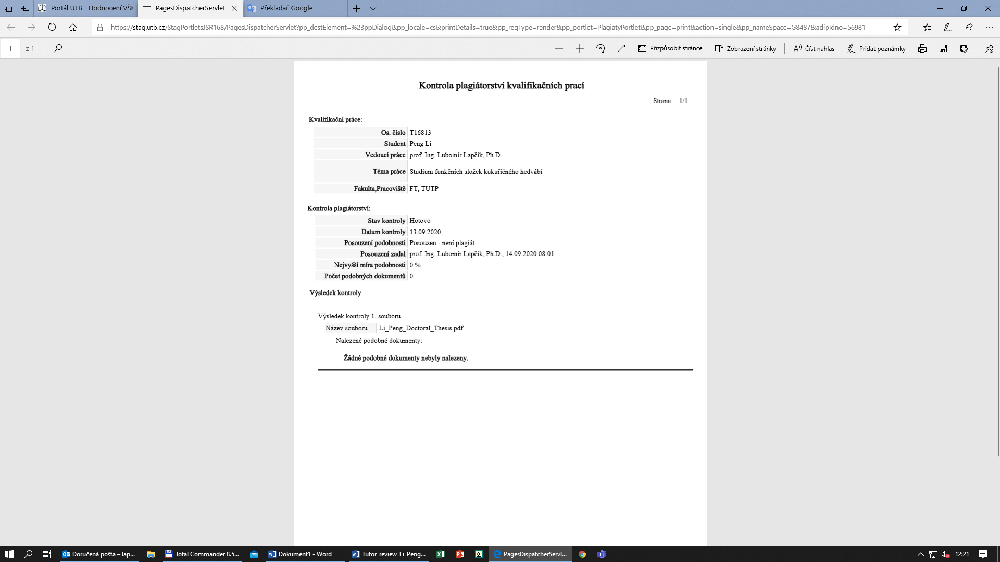 Portál UTB - Hodnocení VŠK
PagesDispatcherServlet'
Překladač Google
https://stag.utb.cz/StagPortletsJSR168/PagesDispatcherServlet?pp_destElement=%23ppDialog&pp_locale=cs&printDetails=true&pp_reqType=render&pp_portlet=PlagiatyPortlet&pp_page=print&action=single&pp_nameSpace=G8487&adipIdno=56981
1 z 1
Přizpůsobit stránce
Zobrazení stránky
Číst nahlas
Přidat poznámky
Kontrola plagiátorství kvalifikačních prací
Strana: 1/1
Kvalifikační práce:
Os. číslo T16813
Student Peng Li
Vedoucí práce prof. Ing. Lubomír Lapčík, Ph.D.
Téma práce Studium funkčních složek kukuřičného hedvábí
Fakulta,Pracoviště FT, TUTP
Kontrola plagiátorství:
Stav kontroly Hotovo
Datum kontroly 13.09.2020
Posouzení podobnosti Posouzen - není plagiát
Posouzení zadal prof. Ing. Lubomír Lapčík, Ph.D., 14.09.2020 08:01
Nejvyšší míra podobnosti 0 %
Počet podobných dokumentů 0
Výsledek kontroly
Výsledek kontroly 1. souboru
Název souboru Li_Peng_Doctoral_Thesis.pdf
Nalezené podobné dokumenty:
Žádné podobné dokumenty nebyly nalezeny.
Doručená pošta – lap...
Total Commander 8.5...
Dokument1 - Word
Tutor_review_Li_Peng...
PagesDispatcherServl...
12:21